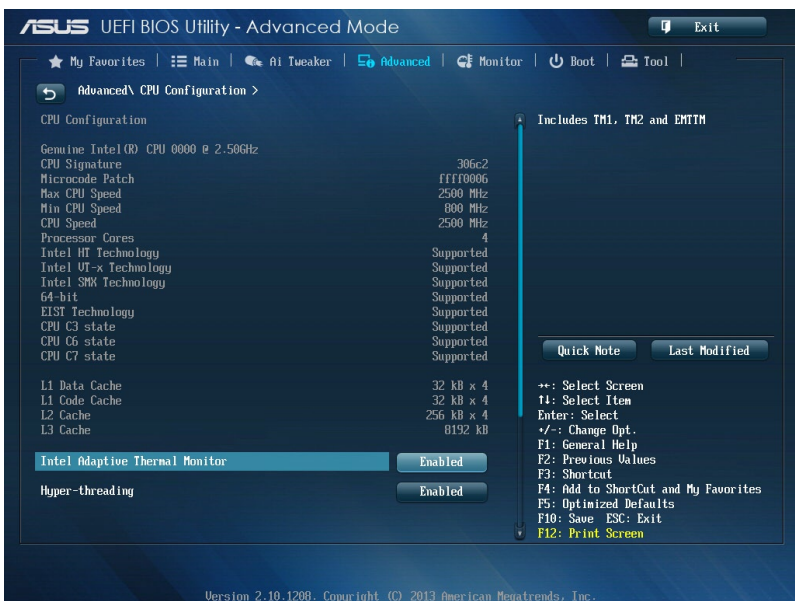 ASUS UEFI BIOS Utility - Advanced Mode
Exit
My Favorites | Main | Ai Tweaker | Advanced | Monitor | Boot | Tool |
Advanced\ CPU Configuration >
CPU Configuration
Includes TM1, TM2 and EMTTM
Genuine Intel(R) CPU 0000 @ 2.50GHz
CPU Signature 306c2
Microcode Patch ffff0006
Max CPU Speed 2500 MHz
Min CPU Speed 800 MHz
CPU Speed 2500 MHz
Processor Cores 4
Intel HT Technology Supported
Intel VT-x Technology Supported
Intel SMX Technology Supported
64-bit Supported
EIST Technology Supported
CPU C3 state Supported
CPU C6 state Supported
CPU C7 state Supported
L1 Data Cache 32 kB x 4
L1 Code Cache 32 kB x 4
L2 Cache 256 kB x 4
L3 Cache 8192 kB
Intel Adaptive Thermal Monitor Enabled
Hyper-threading Enabled
Quick Note Last Modified
→←: Select Screen
↑↓: Select Item
Enter: Select
+/-: Change Opt.
F1: General Help
F2: Previous Values
F3: Shortcut
F4: Add to ShortCut and My Favorites
F5: Optimized Defaults
F10: Save ESC: Exit
F12: Print Screen
Version 2.10.1208. Copyright (C) 2013 American Megatrends, Inc.